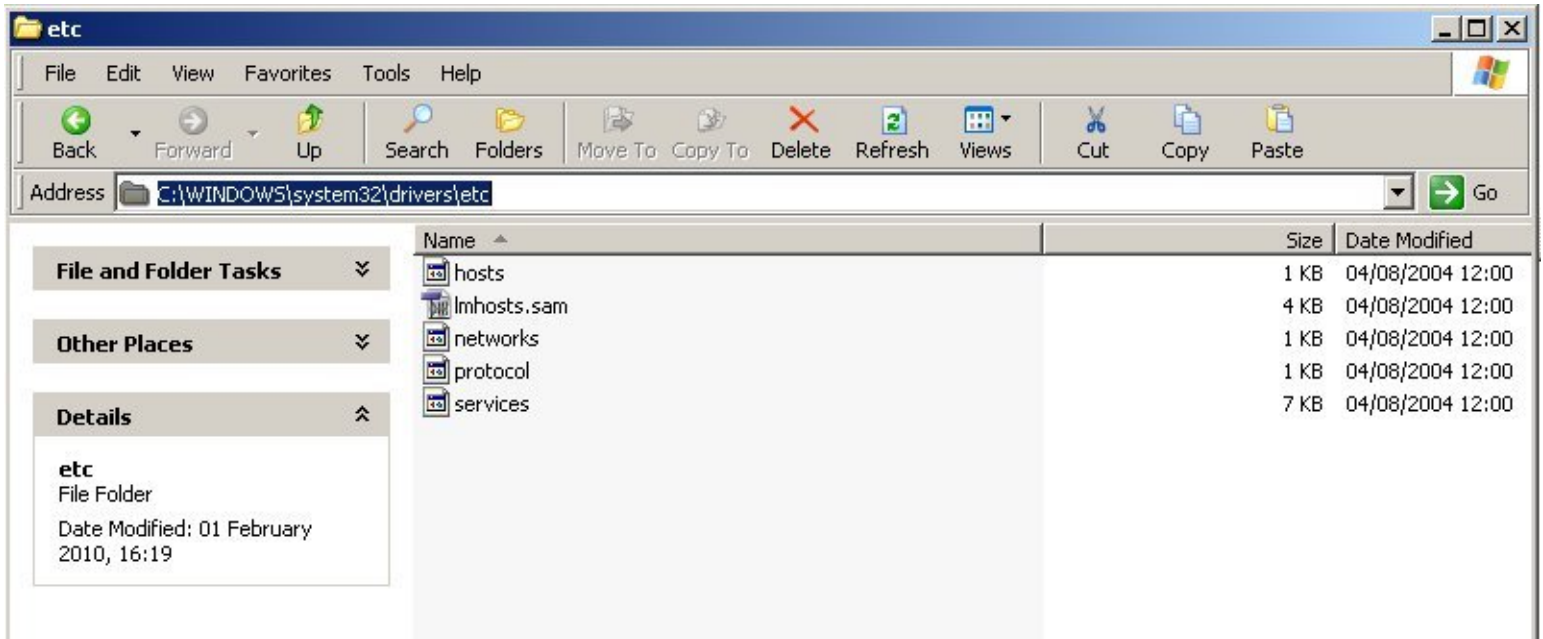 etc
File Edit View Favorites Tools Help
Back Forward Up Search Folders Move To Copy To Delete Refresh Views Cut Copy Paste
Address C:\WINDOWS\system32\drivers\etc Go
File and Folder Tasks
Other Places
Details
etc
File Folder
Date Modified: 01 February
2010, 16:19
Name Size Date Modified
hosts 1 KB 04/08/2004 12:00
lmhosts.sam 4 KB 04/08/2004 12:00
networks 1 KB 04/08/2004 12:00
protocol 1 KB 04/08/2004 12:00
services 7 KB 04/08/2004 12:00